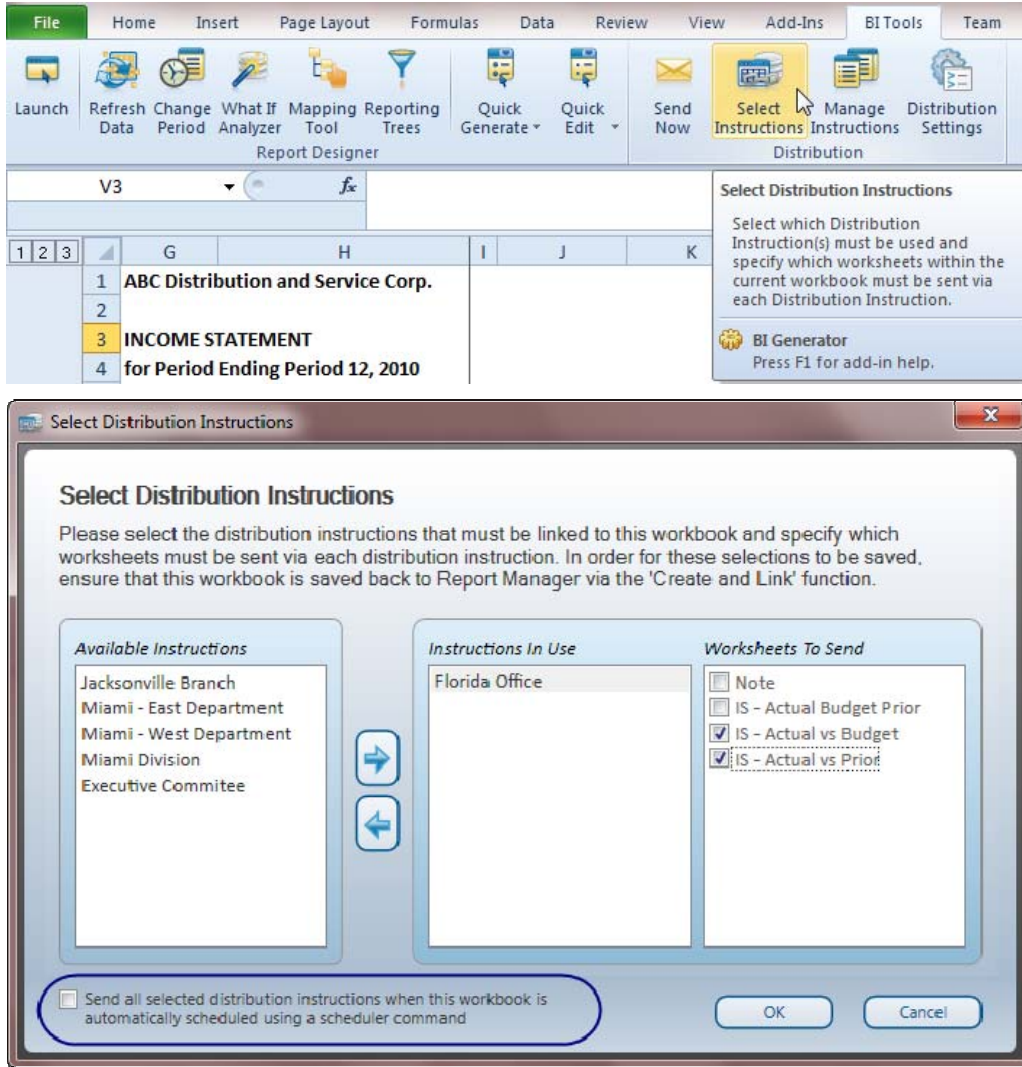 File Home Insert Page Layout Formulas Data Review View Add-Ins BI Tools Team
Launch Refresh Change What If Mapping Reporting Quick Quick Send Select Manage Distribution
Data Period Analyzer Tool Trees Generate Edit Now Instructions Instructions Settings
Report Designer Distribution
V3 fx
Select Distribution Instructions
Select which Distribution
Instruction(s) must be used and
specify which worksheets within the
current workbook must be sent via
each Distribution Instruction.
BI Generator
Press F1 for add-in help.
1 2 3 G H I J K
1 ABC Distribution and Service Corp.
2
3 INCOME STATEMENT
4 for Period Ending Period 12, 2010
Select Distribution Instructions
Select Distribution Instructions
Please select the distribution instructions that must be linked to this workbook and specify which
worksheets must be sent via each distribution instruction. In order for these selections to be saved,
ensure that this workbook is saved back to Report Manager via the 'Create and Link' function.
Available Instructions
Jacksonville Branch
Miami - East Department
Miami - West Department
Miami Division
Executive Commitee
Instructions In Use
Florida Office
Worksheets To Send
Note
IS - Actual Budget Prior
IS - Actual vs Budget
IS - Actual vs Prior
Send all selected distribution instructions when this workbook is
automatically scheduled using a scheduler command
OK Cancel